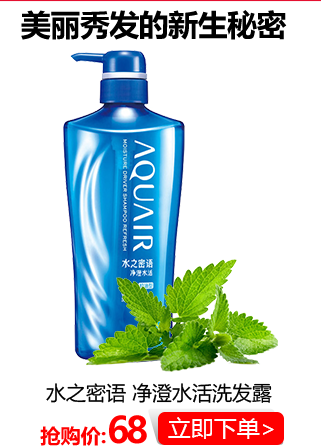 美丽秀发的新生秘密
AQUAIR
MOISTURE DRIVER SHAMPOO REFRESH
水之密语
净澄水活
水之密语 净澄水活洗发露
抢购价:68 立即下单>